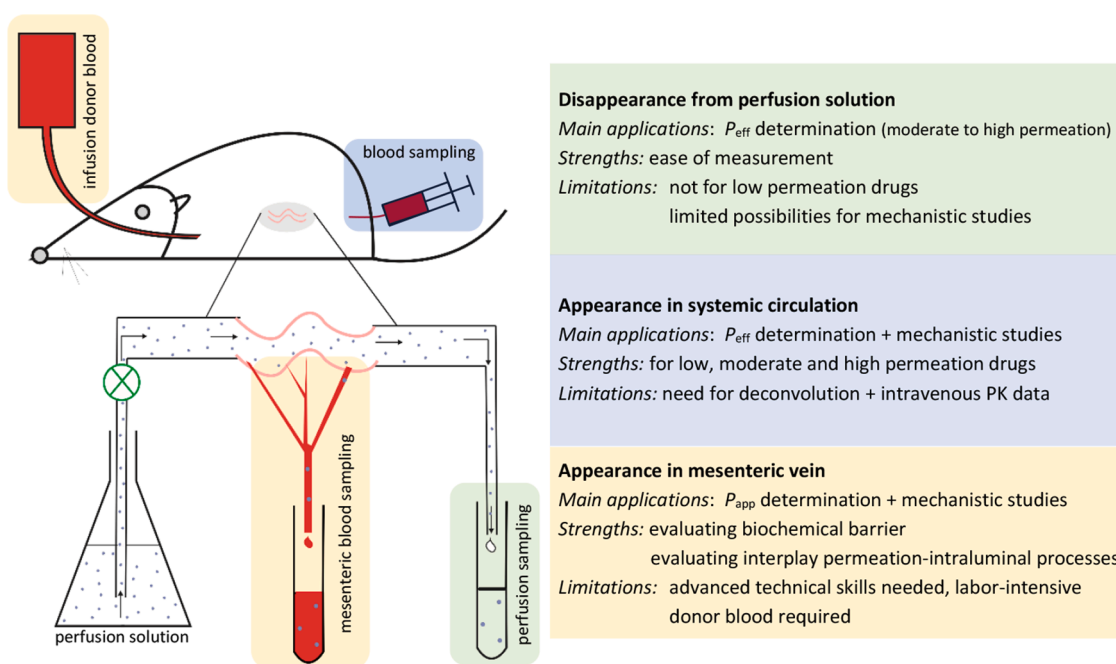 infusion donor blood
blood sampling
mesenteric blood sampling
perfusion sampling
perfusion solution
Disappearance from perfusion solution
Main applications: Peff determination (moderate to high permeation)
Strengths: ease of measurement
Limitations: not for low permeation drugs
limited possibilities for mechanistic studies
Appearance in systemic circulation
Main applications: Peff determination + mechanistic studies
Strengths: for low, moderate and high permeation drugs
Limitations: need for deconvolution + intravenous PK data
Appearance in mesenteric vein
Main applications: Papp determination + mechanistic studies
Strengths: evaluating biochemical barrier
evaluating interplay permeation-intraluminal processes
Limitations: advanced technical skills needed, labor-intensive
donor blood required